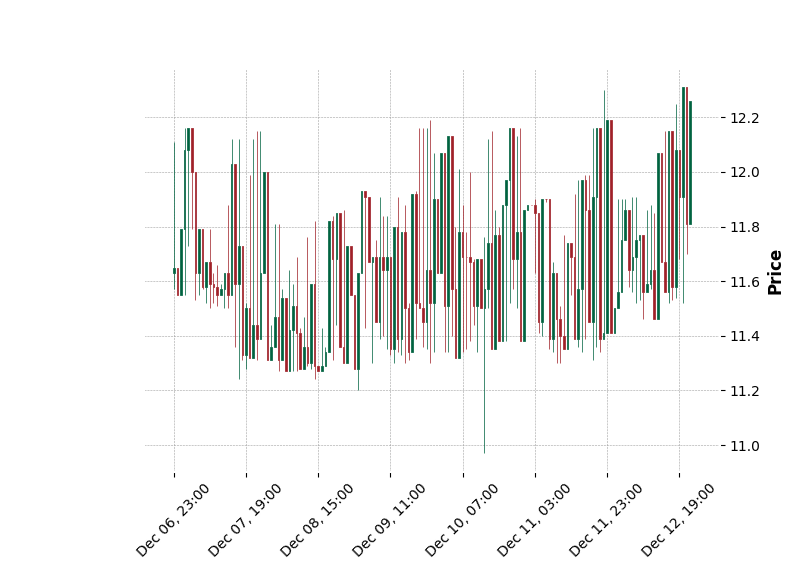 12.2
12.0
11.8
11.6
11.4
11.2
11.0
Price
Dec 06, 23:00
Dec 07, 19:00
Dec 08, 15:00
Dec 09, 11:00
Dec 10, 07:00
Dec 11, 03:00
Dec 11, 23:00
Dec 12, 19:00